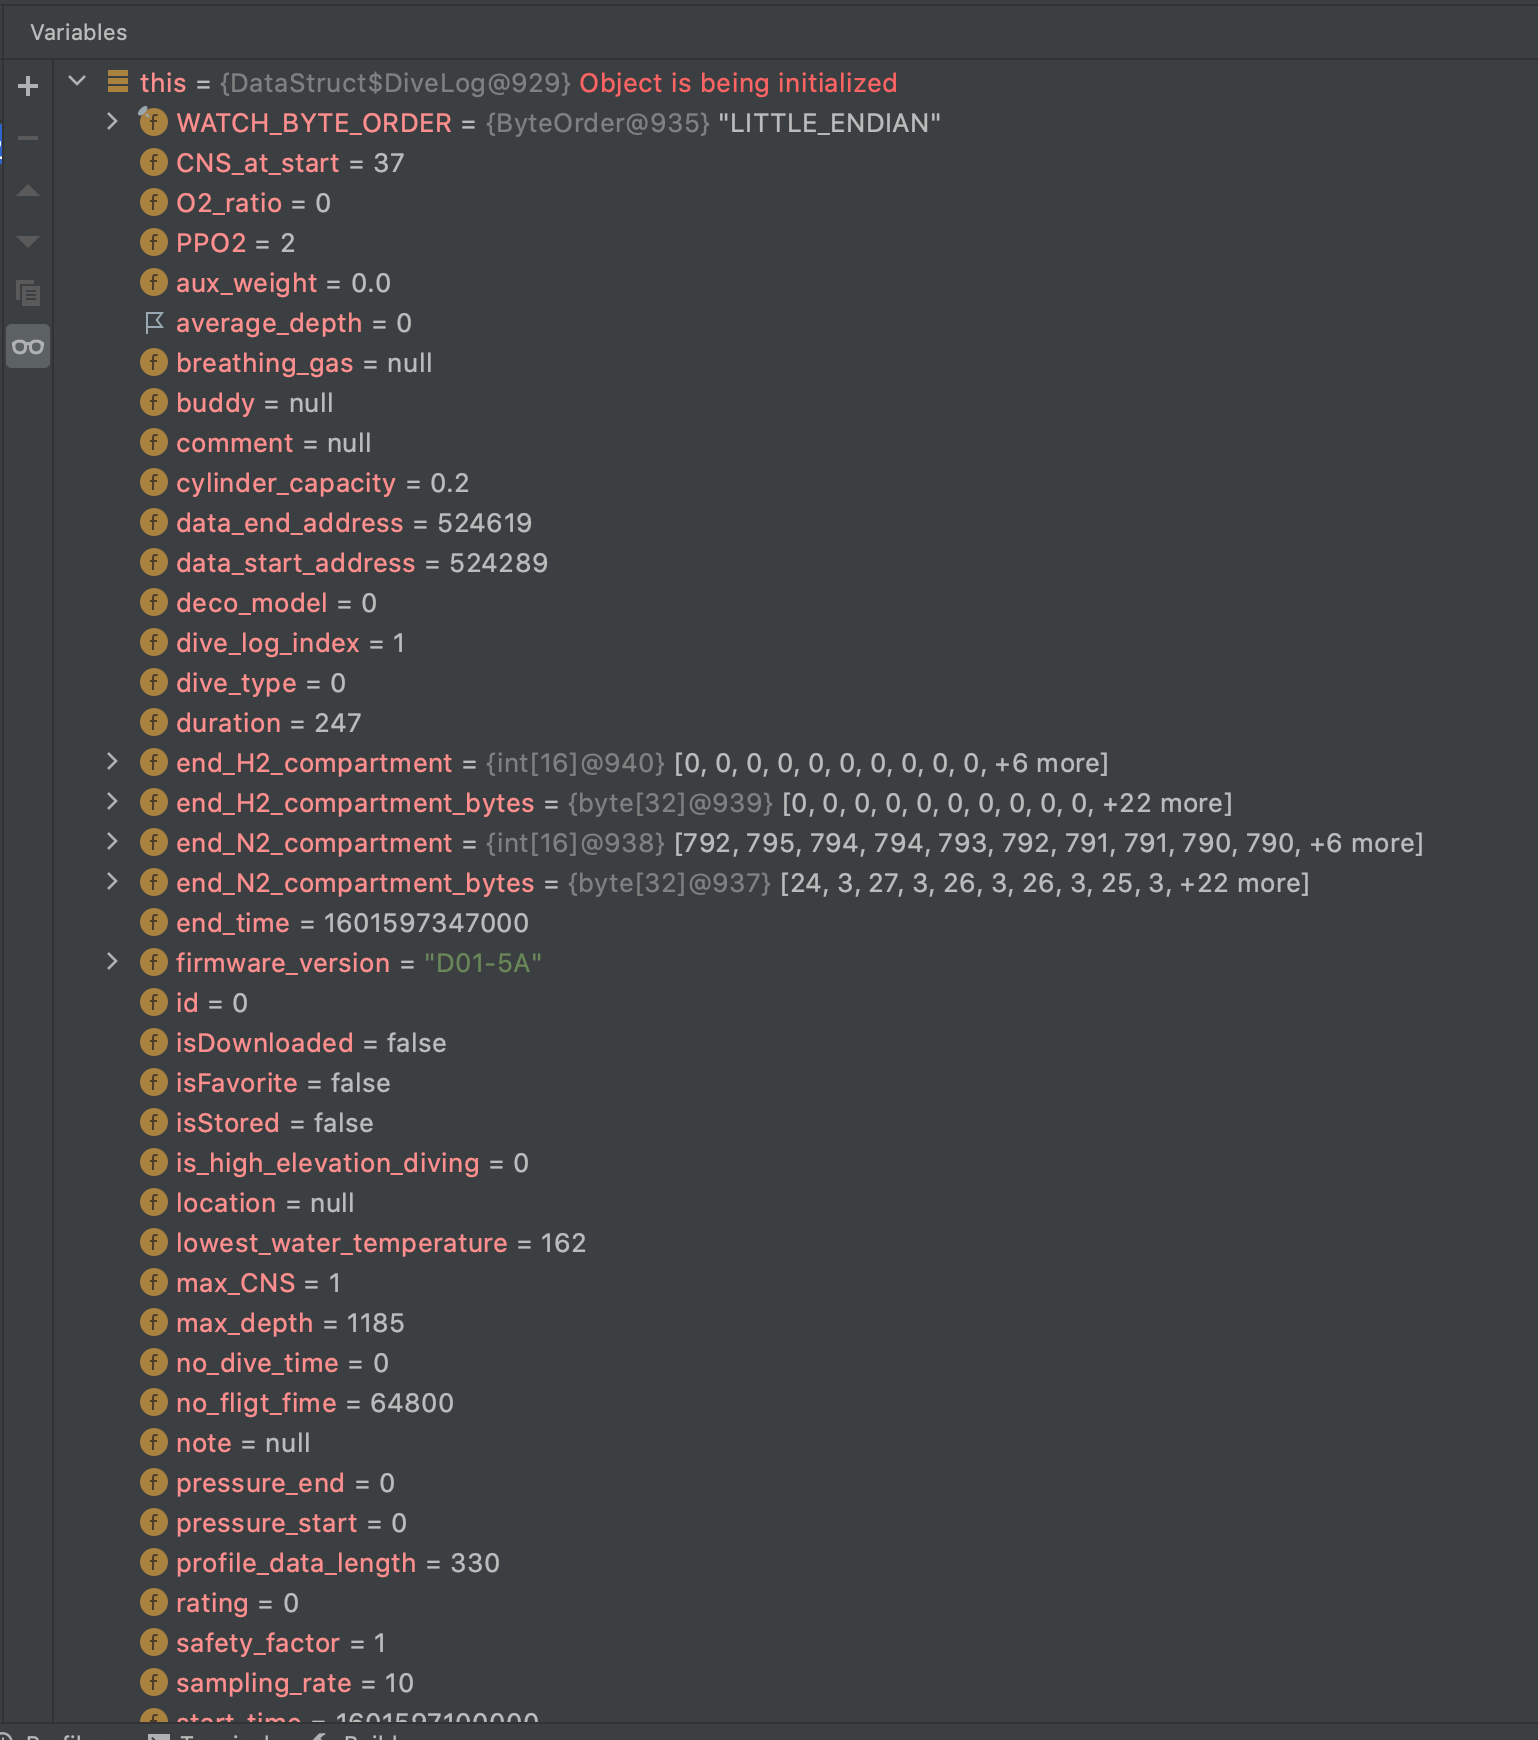 Variables
this = {DataStruct$DiveLog@929} Object is being initialized
WATCH_BYTE_ORDER = {ByteOrder@935} "LITTLE_ENDIAN"
CNS_at_start = 37
O2_ratio = 0
PPO2 = 2
aux_weight = 0.0
average_depth = 0
breathing_gas = null
buddy = null
comment = null
cylinder_capacity = 0.2
data_end_address = 524619
data_start_address = 524289
deco_model = 0
dive_log_index = 1
dive_type = 0
duration = 247
end_H2_compartment = {int[16]@940} [0, 0, 0, 0, 0, 0, 0, 0, 0, 0, +6 more]
end_H2_compartment_bytes = {byte[32]@939} [0, 0, 0, 0, 0, 0, 0, 0, 0, 0, +22 more]
end_N2_compartment = {int[16]@938} [792, 795, 794, 794, 793, 792, 791, 791, 790, 790, +6 more]
end_N2_compartment_bytes = {byte[32]@937} [24, 3, 27, 3, 26, 3, 26, 3, 25, 3, +22 more]
end_time = 1601597347000
firmware_version = "D01-5A"
id = 0
isDownloaded = false
isFavorite = false
isStored = false
is_high_elevation_diving = 0
location = null
lowest_water_temperature = 162
max_CNS = 1
max_depth = 1185
no_dive_time = 0
no_fligt_fime = 64800
note = null
pressure_end = 0
pressure_start = 0
profile_data_length = 330
rating = 0
safety_factor = 1
sampling_rate = 10
start_time = 1601597100000